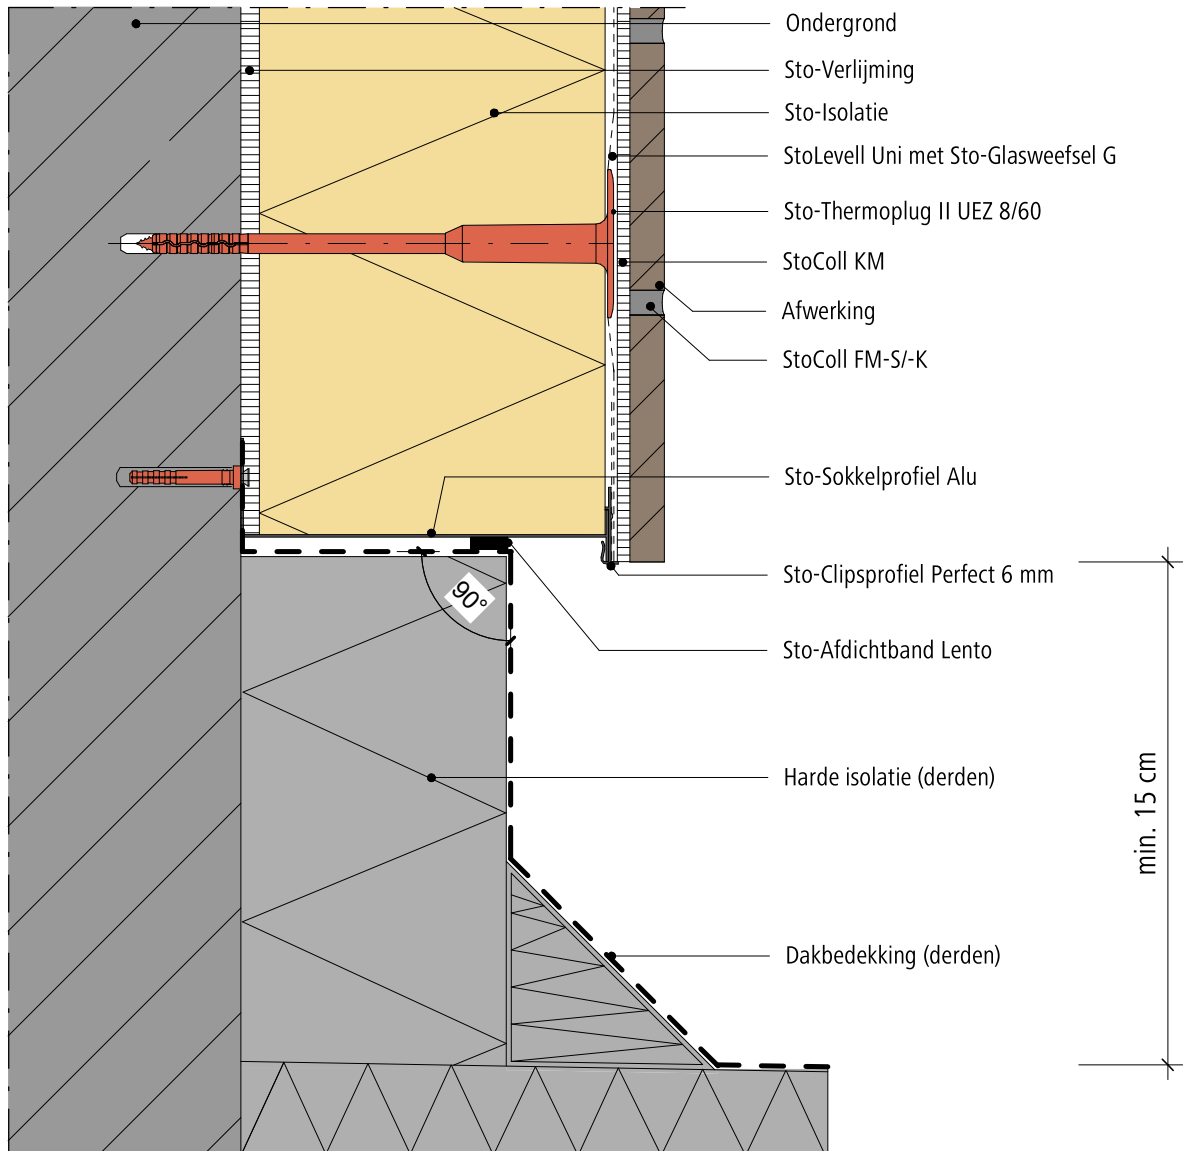 Ondergrond
Sto-Verlijming
Sto-Isolatie
StoLevell Uni met Sto-Glasweefsel G
Sto-Thermoplug II UEZ 8/60
StoColl KM
Afwerking
StoColl FM-S/-K
Sto-Sokkelprofiel Alu
Sto-Clipsprofiel Perfect 6 mm
90°
Sto-Afdichtband Lento
Harde isolatie (derden)
min. 15 cm
Dakbedekking (derden)